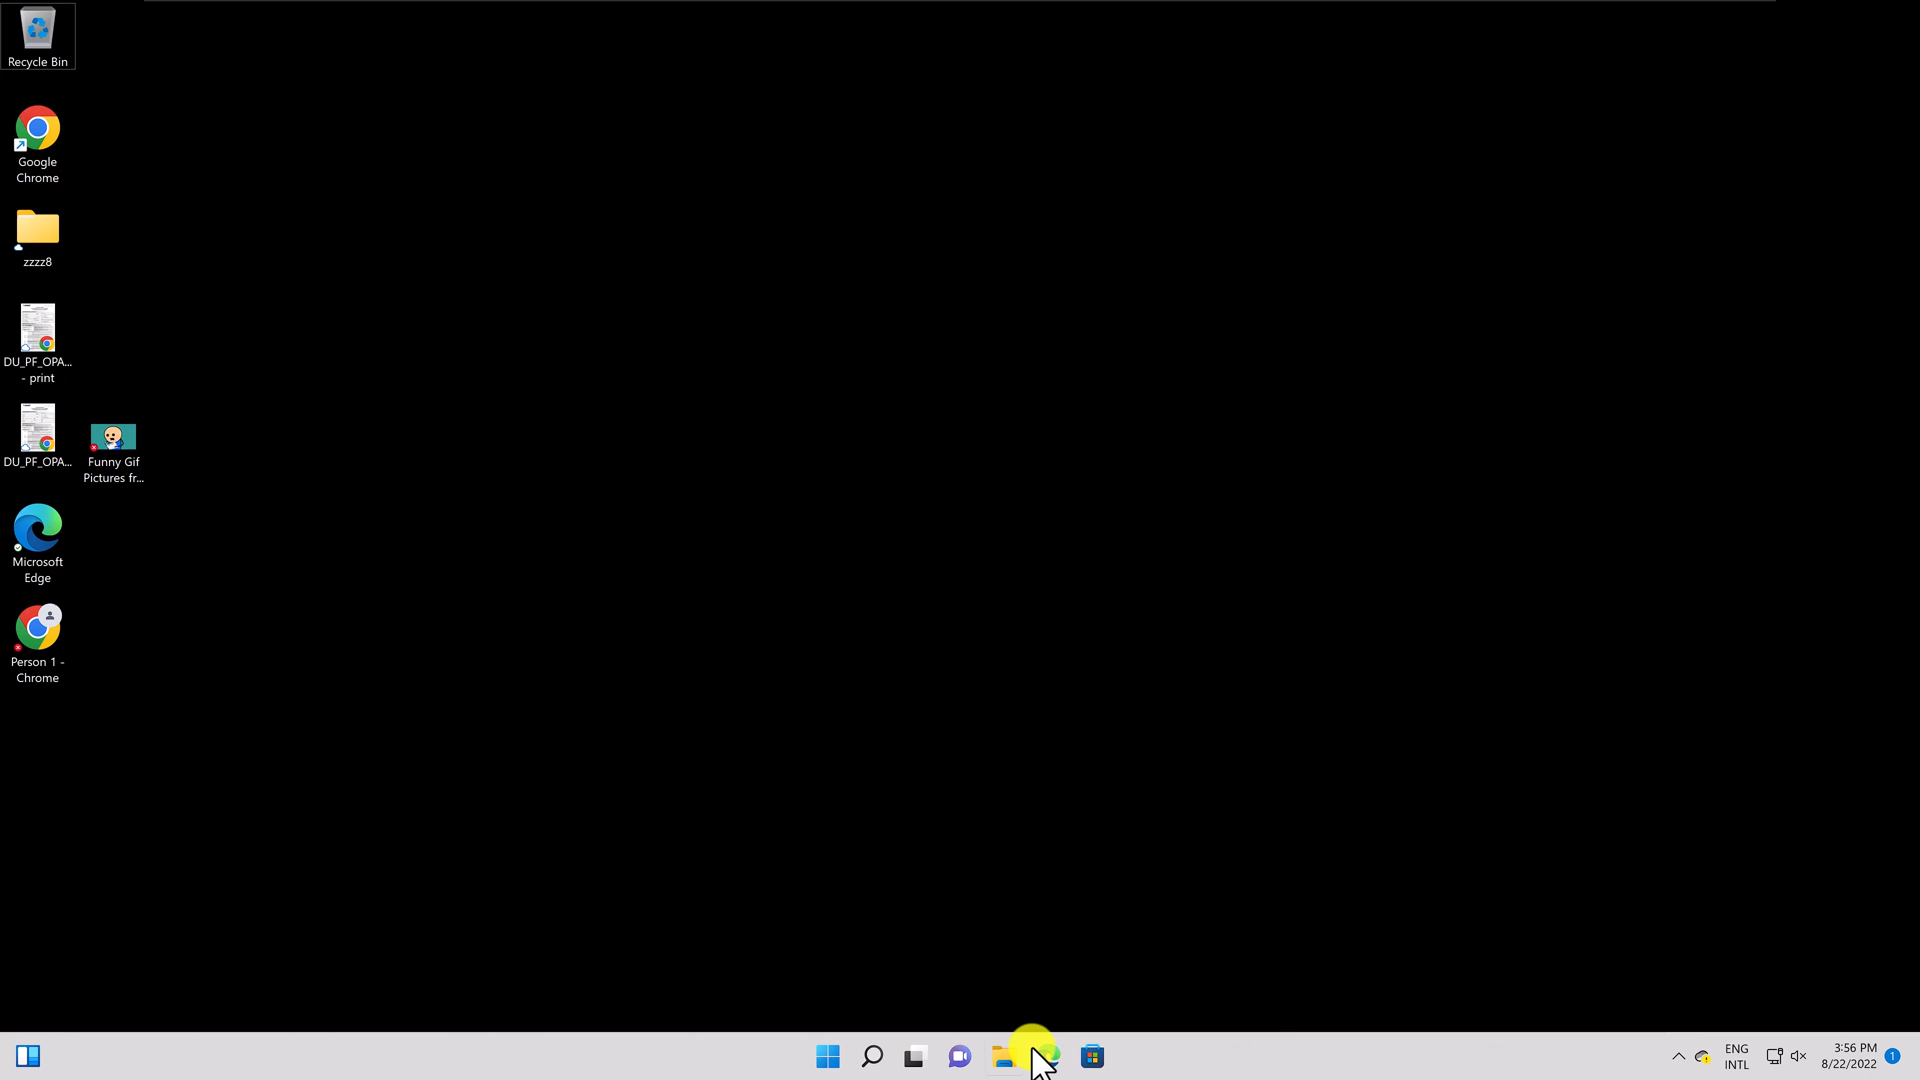 Recycle Bin
Google
Chrome
zzzz8
DU_PF_OPA...
- print
DU_PF_OPA...
Funny Gif
Pictures fr...
Microsoft
Edge
Person 1 -
Chrome
ENG
INTL
3:56 PM
8/22/2022
1